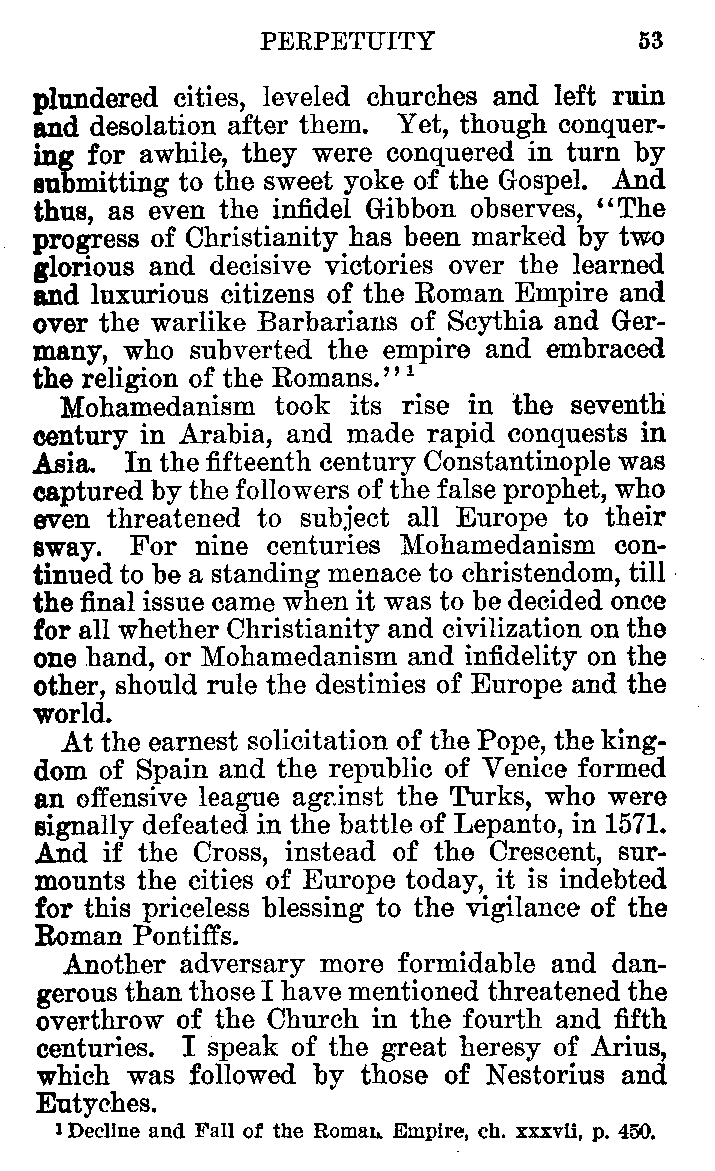 PERPETUITY 53
plundered cities, leveled churches and left ruin
and desolation after them. Yet, though conquer-
ing for awhile, they were conquered in turn by
submitting to the sweet yoke of the Gospel. And
thus, as even the infidel Gibbon observes, “The
progress of Christianity has been marked by two
glorious and decisive victories over the learned
and luxurious citizens of the Roman Empire and
over the warlike Barbarians of Scythia and Ger-
many, who subverted the empire and embraced
the religion of the Romans.”¹
Mohamedanism took its rise in the seventh
century in Arabia, and made rapid conquests in
Asia. In the fifteenth century Constantinople was
captured by the followers of the false prophet, who
even threatened to subject all Europe to their
sway. For nine centuries Mohamedanism con-
tinued to be a standing menace to christendom, till
the final issue came when it was to be decided once
for all whether Christianity and civilization on the
one hand, or Mohamedanism and infidelity on the
other, should rule the destinies of Europe and the
world.
At the earnest solicitation of the Pope, the king-
dom of Spain and the republic of Venice formed
an offensive league against the Turks, who were
signally defeated in the battle of Lepanto, in 1571.
And if the Cross, instead of the Crescent, sur-
mounts the cities of Europe today, it is indebted
for this priceless blessing to the vigilance of the
Roman Pontiffs.
Another adversary more formidable and dan-
gerous than those I have mentioned threatened the
overthrow of the Church in the fourth and fifth
centuries. I speak of the great heresy of Arius,
which was followed by those of Nestorius and
Eutyches.
¹ Decline and Fall of the Roman Empire, ch. xxxvii, p. 450.